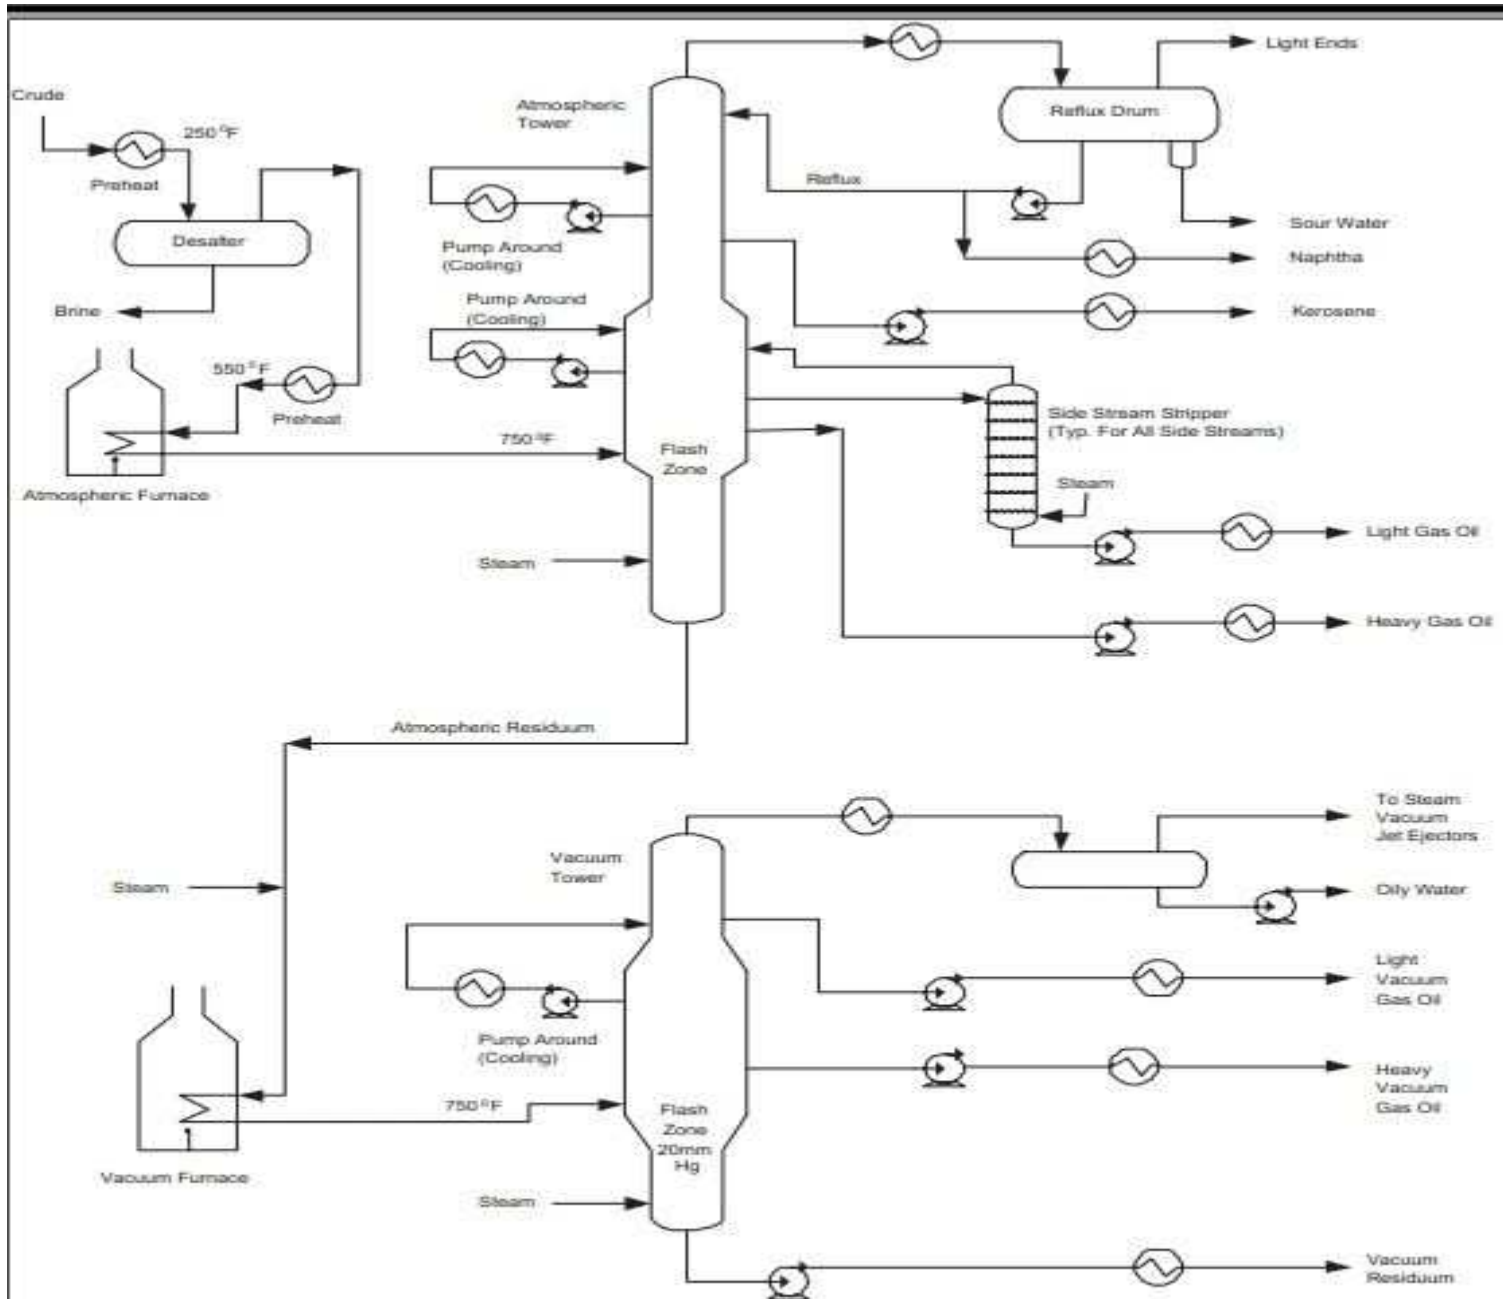 Light Ends
Crude
Atmospheric
Tower
Reflux Drum
250°F
Preheat
Reflux
Sour Water
Desalter
Pump Around
(Cooling)
Naphtha
Brine
Pump Around
(Cooling)
Kerosene
550°F
Preheat
Side Stream Stripper
(Typ. For All Side Streams)
750°F
Flash
Zone
Steam
Atmospheric Furnace
Light Gas Oil
Steam
Heavy Gas Oil
Atmospheric Residuum
To Steam
Vacuum
Jet Ejectors
Vacuum
Tower
Steam
Oily Water
Light
Vacuum
Gas Oil
Pump Around
(Cooling)
Heavy
Vacuum
Gas Oil
750°F
Flash
Zone
20mm
Hg
Vacuum Furnace
Steam
Vacuum
Residuum